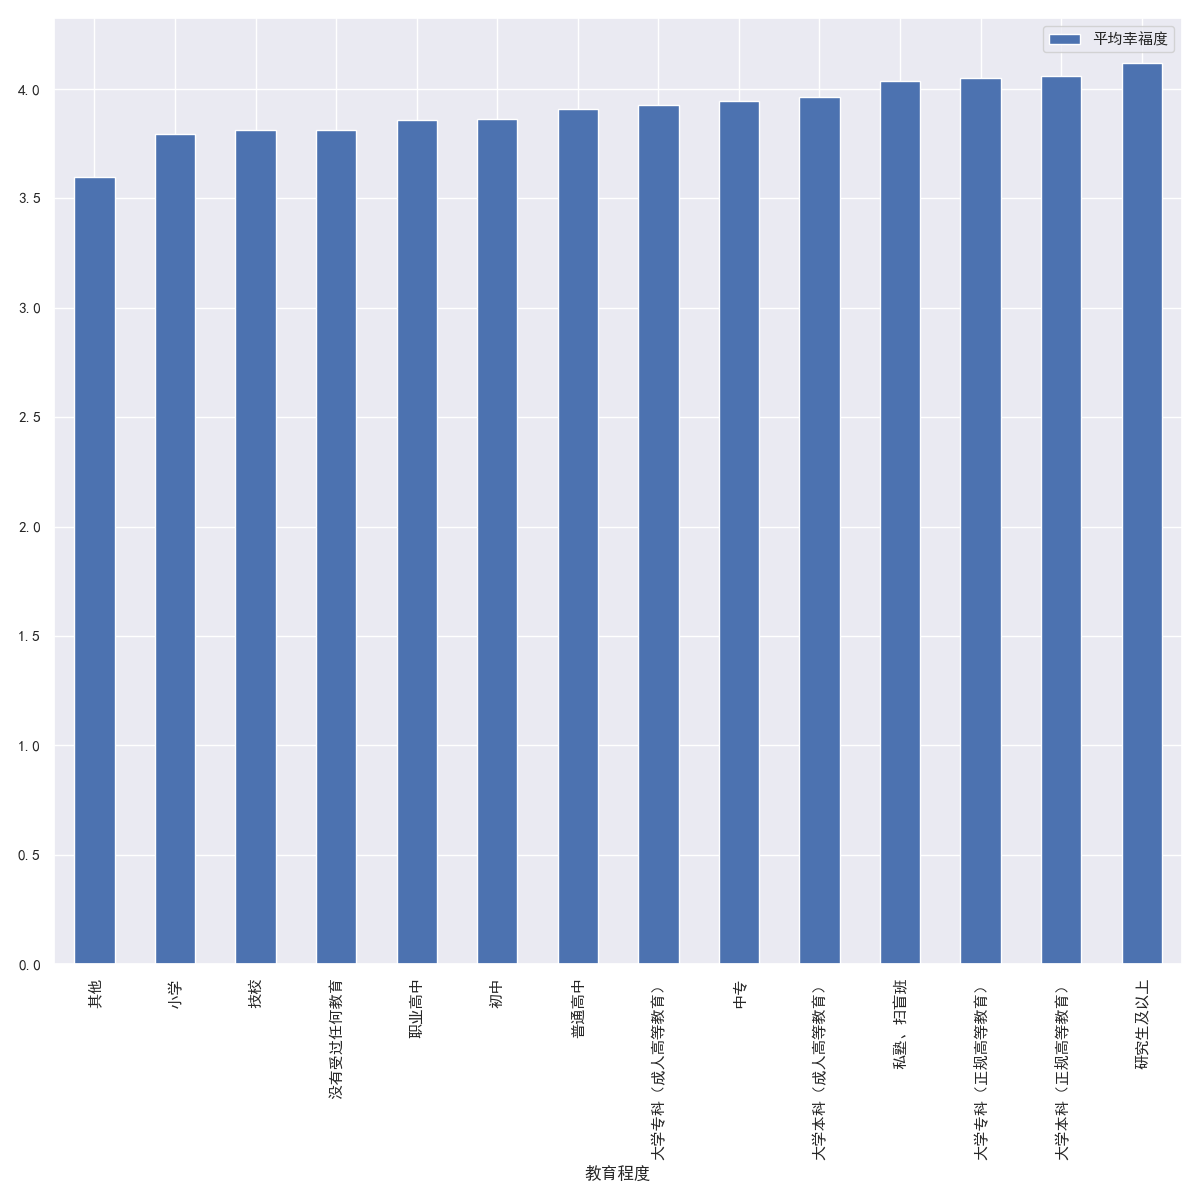 平均幸福度
4.0
3.5
3.0
2.5
2.0
1.5
1.0
0.5
0.0
其他
小学
技校
没有受过任何教育
职业高中
初中
普通高中
大学专科（成人高等教育）
中专
大学本科（成人高等教育）
私塾、扫盲班
大学专科（正规高等教育）
大学本科（正规高等教育）
研究生及以上
教育程度